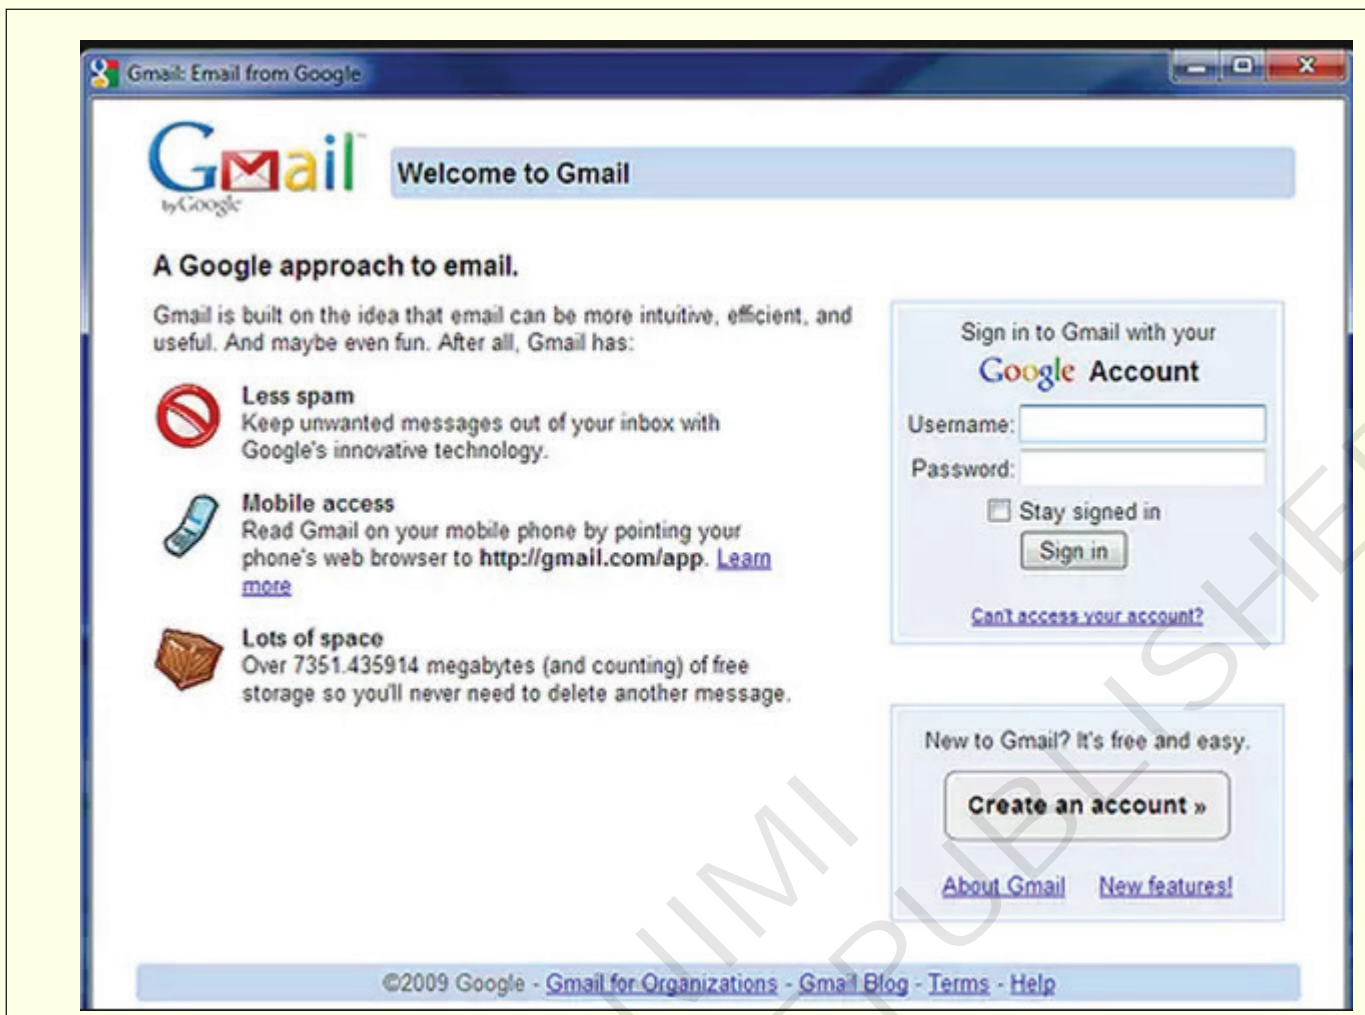 Gmail: Email from Google
Gmail™
by Google
Welcome to Gmail
A Google approach to email.
Gmail is built on the idea that email can be more intuitive, efficient, and
useful. And maybe even fun. After all, Gmail has:
Less spam
Keep unwanted messages out of your inbox with
Google's innovative technology.
Mobile access
Read Gmail on your mobile phone by pointing your
phone's web browser to http://gmail.com/app. Learn
more
Lots of space
Over 7351.435914 megabytes (and counting) of free
storage so you'll never need to delete another message.
Sign in to Gmail with your
Google Account
Username:
Password:
Stay signed in
Sign in
Can't access your account?
New to Gmail? It's free and easy.
Create an account »
About Gmail New features!
©2009 Google - Gmail for Organizations - Gmail Blog - Terms - Help